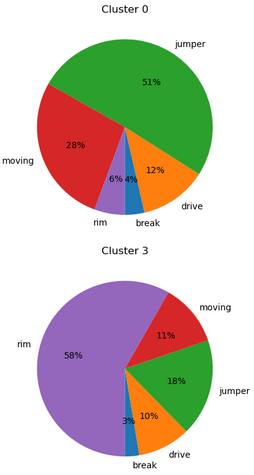 Cluster 0
jumper
51%
moving
28%
12%
6%
4%
drive
rim
break
Cluster 3
moving
11%
rim
58%
18%
jumper
10%
3%
drive
break